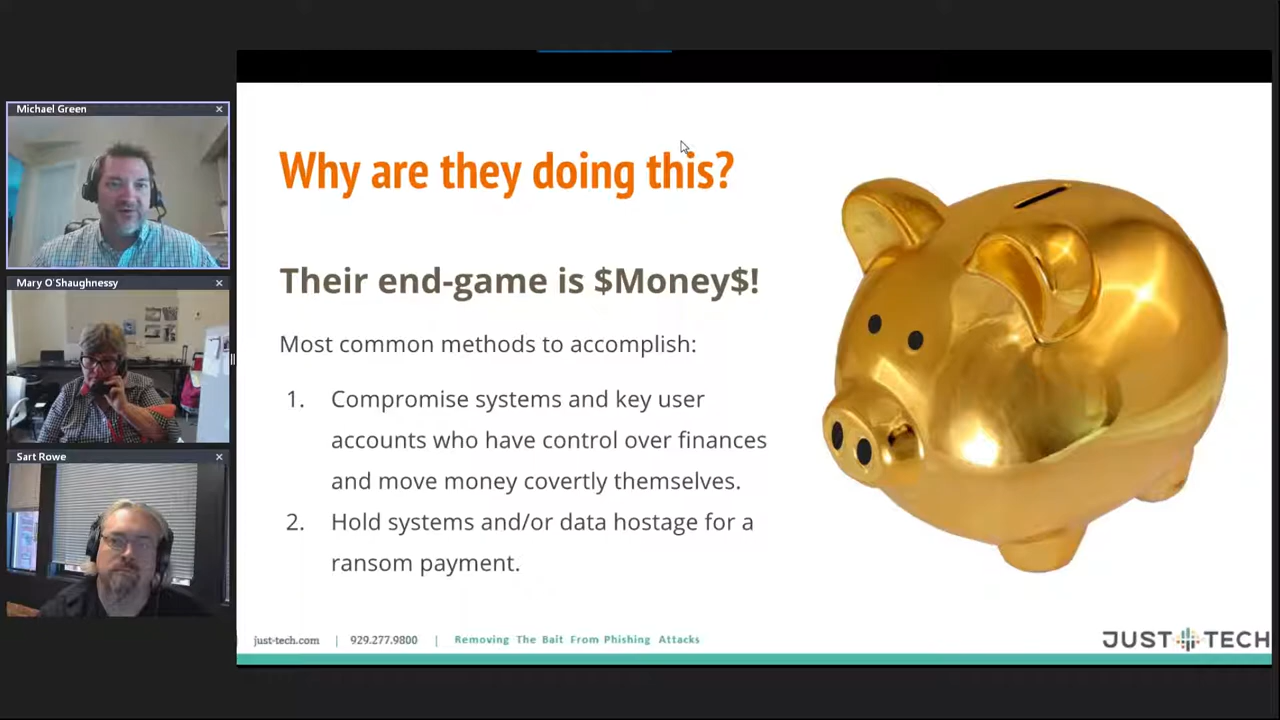 Michael Green
Mary O'Shaughnessy
Sart Rowe
Why are they doing this?
Their end-game is $Money$!
Most common methods to accomplish:
1. Compromise systems and key user
accounts who have control over finances
and move money covertly themselves.
2. Hold systems and/or data hostage for a
ransom payment.
just-tech.com | 929.277.9800 | Removing The Bait From Phishing Attacks
JUST TECH